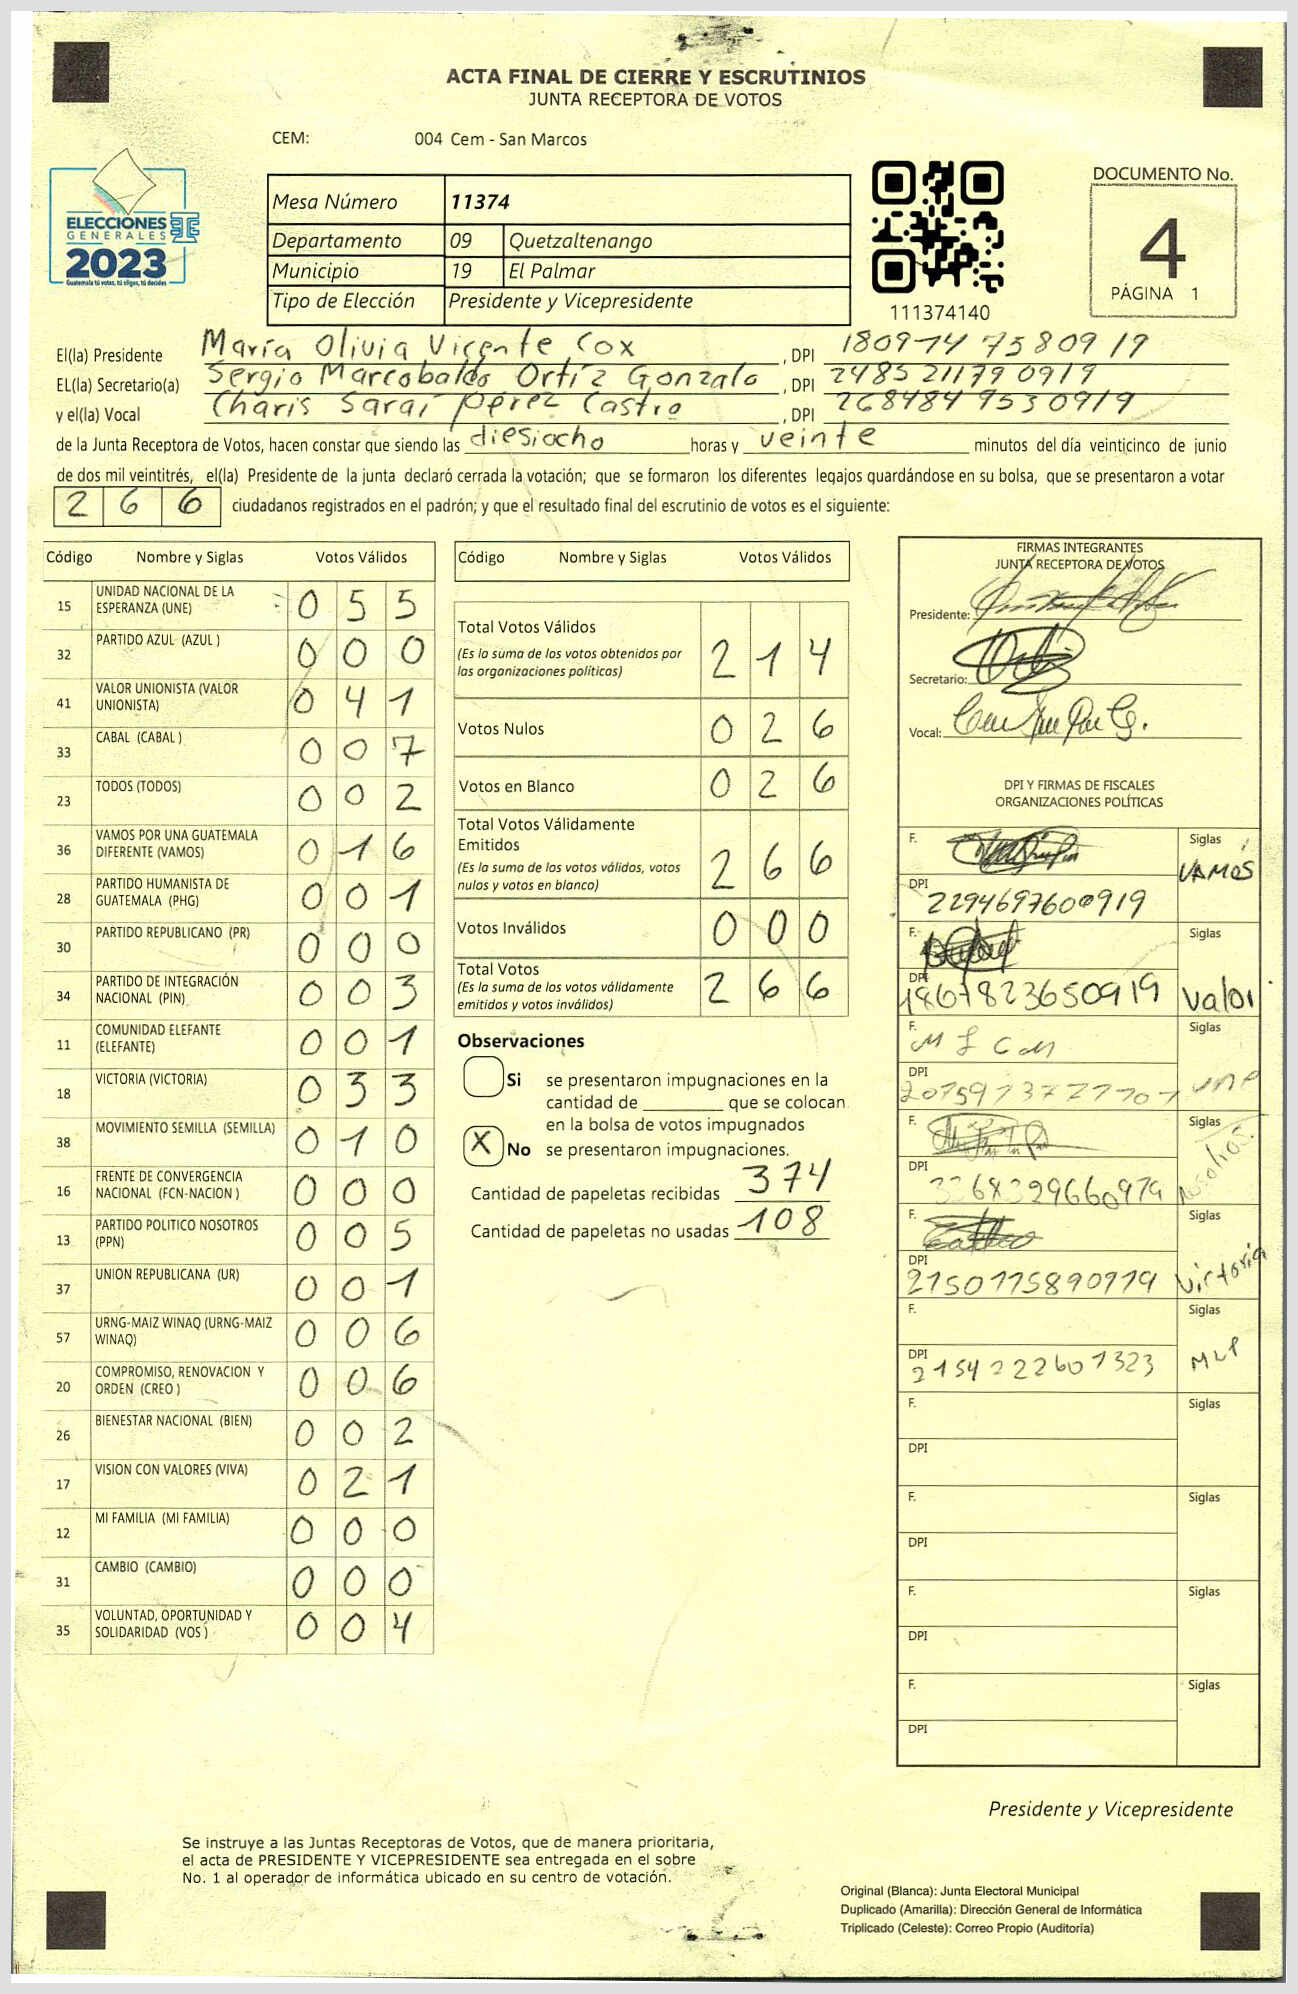 ACTA FINAL DE CIERRE Y ESCRUTINIOS
JUNTA RECEPTORA DE VOTOS
CEM: 004 Cem - San Marcos
ELECCIONES
GENERALES
2023
Guatemala tú votas, tú eliges, tú decides
Mesa Número 11374
Departamento 09 Quetzaltenango
Municipio 19 El Palmar
Tipo de Elección Presidente y Vicepresidente
111374140
DOCUMENTO No.
4
PÁGINA 1
El(la) Presidente María Olivia Vicente Cox, DPI 1809747580919
EL(la) Secretario(a) Sergio Marcobaldo Ortíz Gonzalo, DPI 2485211790919
y el(la) Vocal Charis Saraí Pérez Castro, DPI 2684849530919
de la Junta Receptora de Votos, hacen constar que siendo las diesiocho horas y veinte minutos del día veinticinco de junio
de dos mil veintitrés, el(la) Presidente de la junta declaró cerrada la votación; que se formaron los diferentes legajos guardándose en su bolsa, que se presentaron a votar
266 ciudadanos registrados en el padrón; y que el resultado final del escrutinio de votos es el siguiente:
Código Nombre y Siglas Votos Válidos
15 UNIDAD NACIONAL DE LA
ESPERANZA (UNE) 0 5 5
32 PARTIDO AZUL (AZUL ) 0 0 0
41 VALOR UNIONISTA (VALOR
UNIONISTA) 0 4 1
33 CABAL (CABAL ) 0 0 7
23 TODOS (TODOS) 0 0 2
36 VAMOS POR UNA GUATEMALA
DIFERENTE (VAMOS) 0 1 6
28 PARTIDO HUMANISTA DE
GUATEMALA (PHG) 0 0 1
30 PARTIDO REPUBLICANO (PR) 0 0 0
34 PARTIDO DE INTEGRACIÓN
NACIONAL (PIN) 0 0 3
11 COMUNIDAD ELEFANTE
(ELEFANTE) 0 0 1
18 VICTORIA (VICTORIA) 0 3 3
38 MOVIMIENTO SEMILLA (SEMILLA) 0 1 0
16 FRENTE DE CONVERGENCIA
NACIONAL (FCN-NACION ) 0 0 0
13 PARTIDO POLITICO NOSOTROS
(PPN) 0 0 5
37 UNION REPUBLICANA (UR) 0 0 1
57 URNG-MAIZ WINAQ (URNG-MAIZ
WINAQ) 0 0 6
20 COMPROMISO, RENOVACION Y
ORDEN (CREO ) 0 0 6
26 BIENESTAR NACIONAL (BIEN) 0 0 2
17 VISION CON VALORES (VIVA) 0 2 1
12 MI FAMILIA (MI FAMILIA) 0 0 0
31 CAMBIO (CAMBIO) 0 0 0
35 VOLUNTAD, OPORTUNIDAD Y
SOLIDARIDAD (VOS ) 0 0 4
Código Nombre y Siglas Votos Válidos
Total Votos Válidos
(Es la suma de los votos obtenidos por
las organizaciones políticas) 2 1 4
Votos Nulos 0 2 6
Votos en Blanco 0 2 6
Total Votos Válidamente
Emitidos
(Es la suma de los votos válidos, votos
nulos y votos en blanco) 2 6 6
Votos Inválidos 0 0 0
Total Votos
(Es la suma de los votos válidamente
emitidos y votos inválidos) 2 6 6
Observaciones
Si se presentaron impugnaciones en la
cantidad de ________ que se colocan
en la bolsa de votos impugnados
X No se presentaron impugnaciones.
Cantidad de papeletas recibidas 374
Cantidad de papeletas no usadas 108
FIRMAS INTEGRANTES
JUNTA RECEPTORA DE VOTOS
Presidente:
Secretario:
Vocal:
DPI Y FIRMAS DE FISCALES
ORGANIZACIONES POLÍTICAS
F. Siglas
VAMOS
DPI
2294697600919
F. Siglas
DPI
1867823650919 Valor
F. Siglas
M I C M
DPI
une
F. Siglas
DPI
Nosotros
F. Siglas
DPI
2150115890919 Victoria
F. Siglas
MLP
DPI
2154222601323
F. Siglas
DPI
F. Siglas
DPI
F. Siglas
DPI
F. Siglas
DPI
Presidente y Vicepresidente
Se instruye a las Juntas Receptoras de Votos, que de manera prioritaria,
el acta de PRESIDENTE Y VICEPRESIDENTE sea entregada en el sobre
No. 1 al operador de informática ubicado en su centro de votación.
Original (Blanca): Junta Electoral Municipal
Duplicado (Amarilla): Dirección General de Informática
Triplicado (Celeste): Correo Propio (Auditoría)